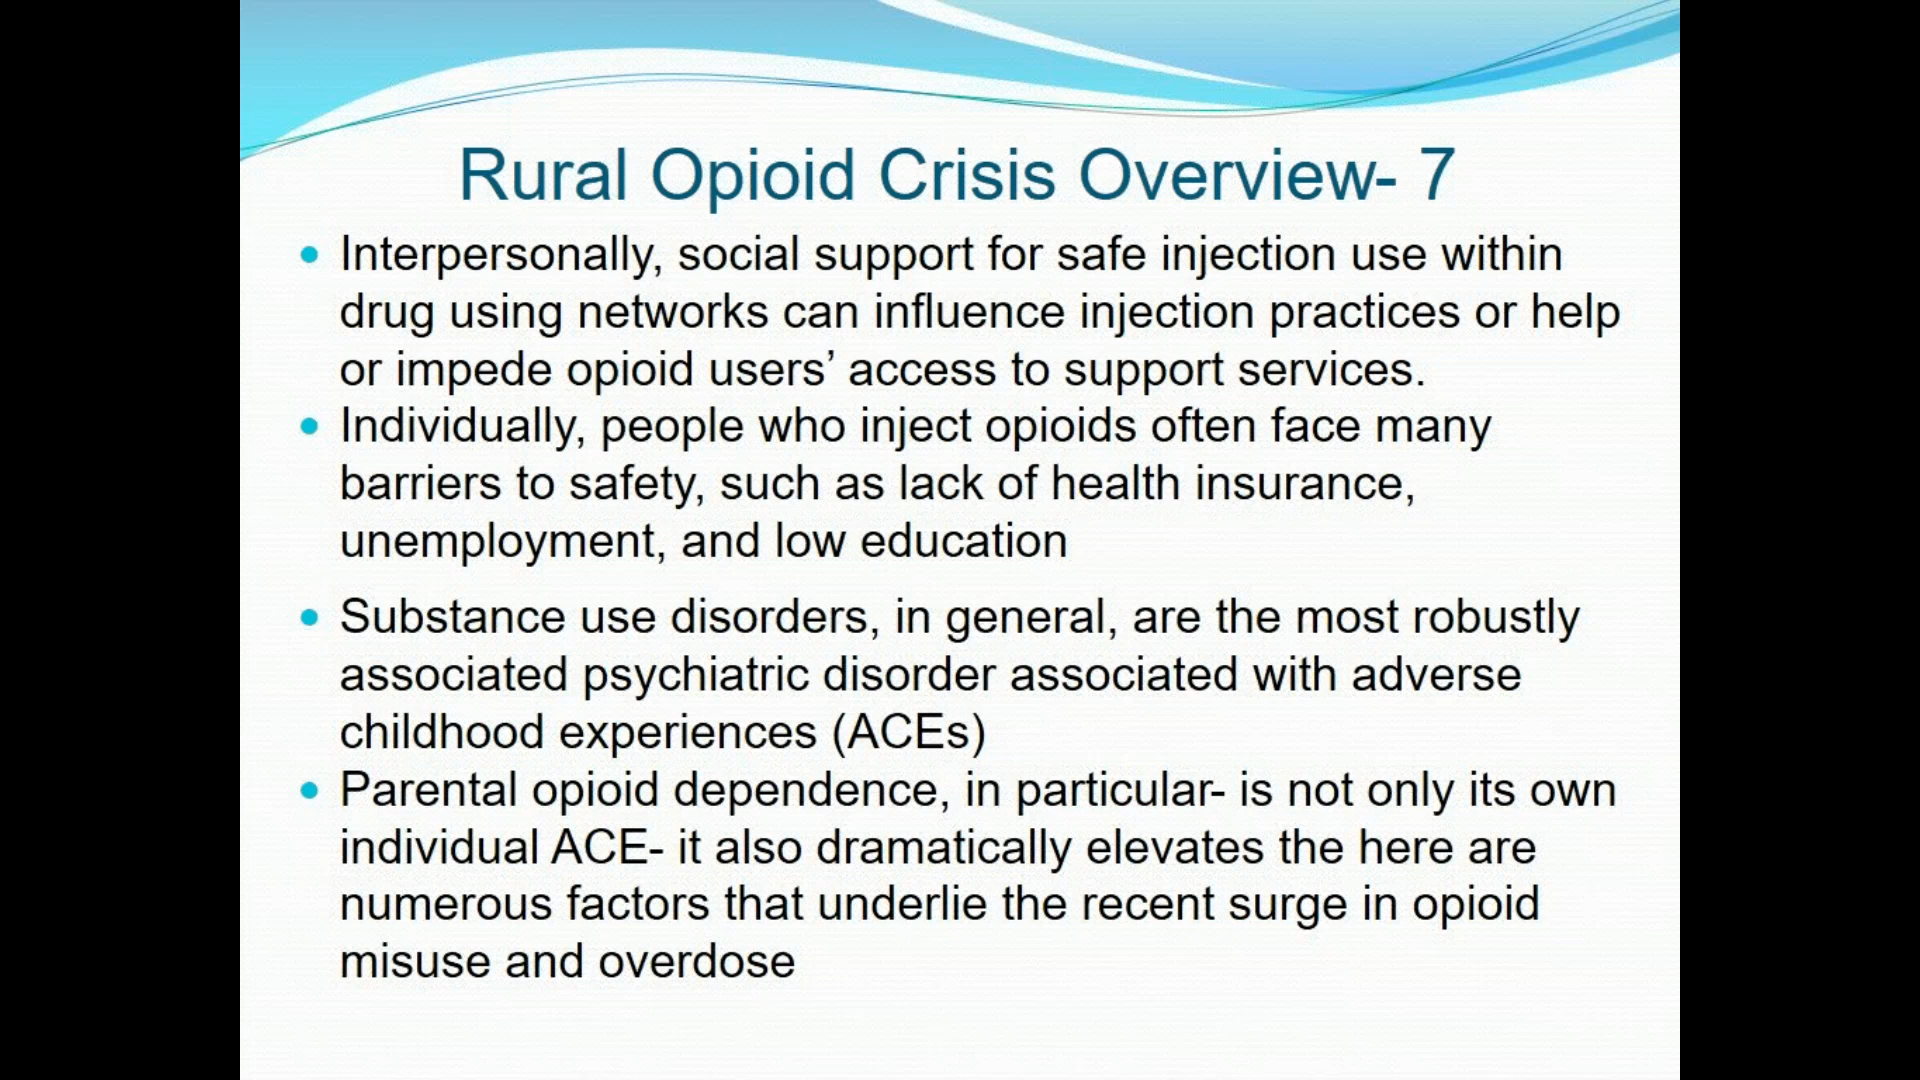 Rural Opioid Crisis Overview- 7
• Interpersonally, social support for safe injection use within
drug using networks can influence injection practices or help
or impede opioid users’ access to support services.
• Individually, people who inject opioids often face many
barriers to safety, such as lack of health insurance,
unemployment, and low education
• Substance use disorders, in general, are the most robustly
associated psychiatric disorder associated with adverse
childhood experiences (ACEs)
• Parental opioid dependence, in particular- is not only its own
individual ACE- it also dramatically elevates the here are
numerous factors that underlie the recent surge in opioid
misuse and overdose